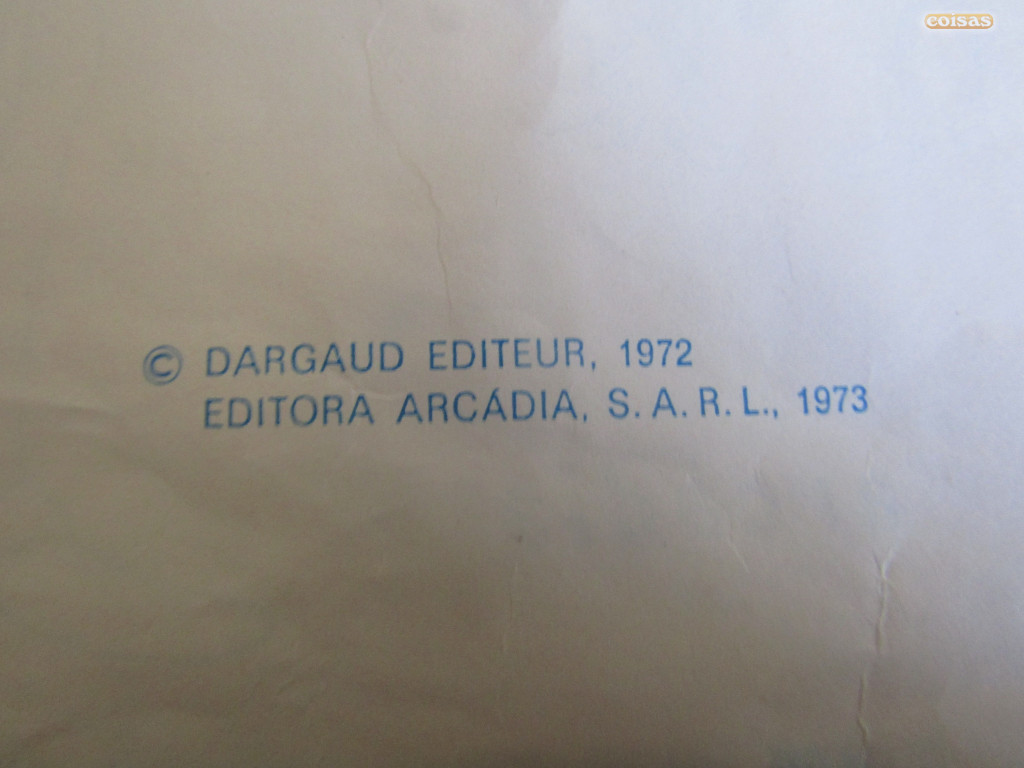 coisas
© DARGAUD EDITEUR, 1972
EDITORA ARCÁDIA, S. A. R. L., 1973